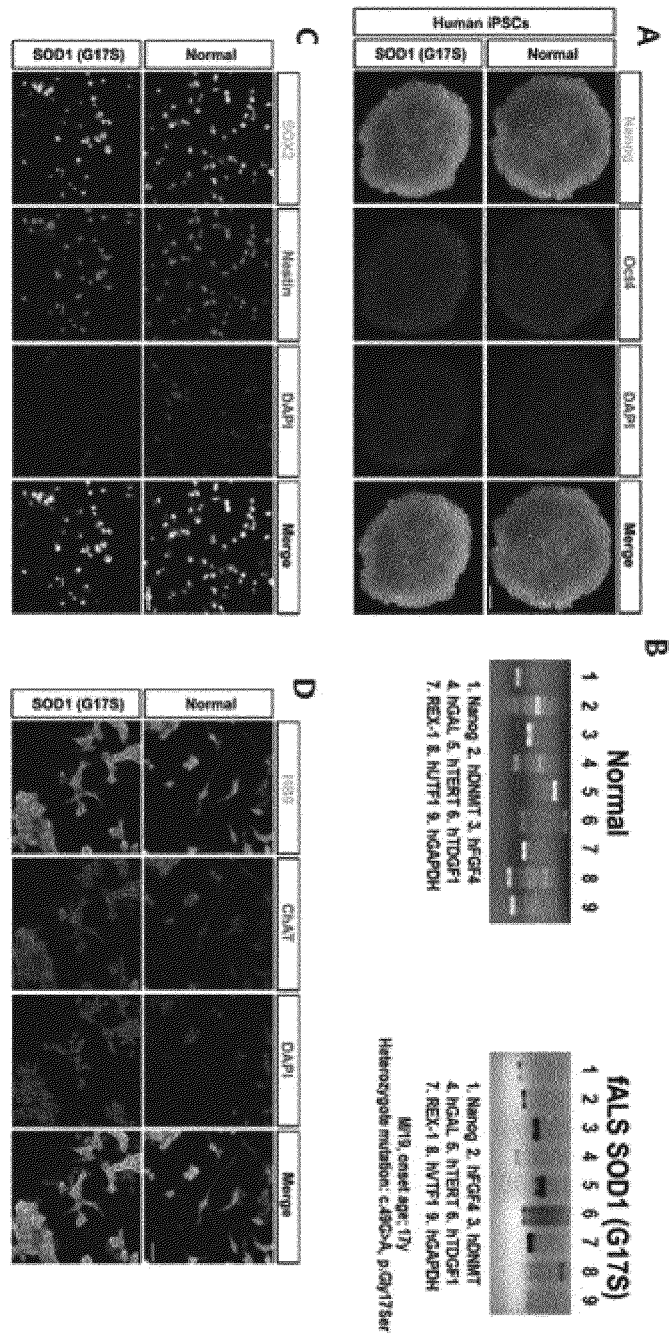 A
Human iPSCs
SOD1 (G17S) Normal
Nanog Oct4 DAPI Merge
B
Normal
1 2 3 4 5 6 7 8 9
1. Nanog 2. hDNMT 3. hFGF4
4. hGAL 5. hTERT 6. hTDGF1
7. REX-1 8. hUTF1 9. hGAPDH
fALS SOD1 (G17S)
1 2 3 4 5 6 7 8 9
1. Nanog 2. hFGF4 3. hDNMT
4. hGAL 5. hTERT 6. hTDGF1
7. REX-1 8. hVTF1 9. hGAPDH
M/19, onset age: 17y
Heterozygote mutation: c.49G>A, p.Gly17Ser
C
SOD1 (G17S) Normal
SOX2 Nestin DAPI Merge
D
SOD1 (G17S) Normal
ChAT DAPI Merge